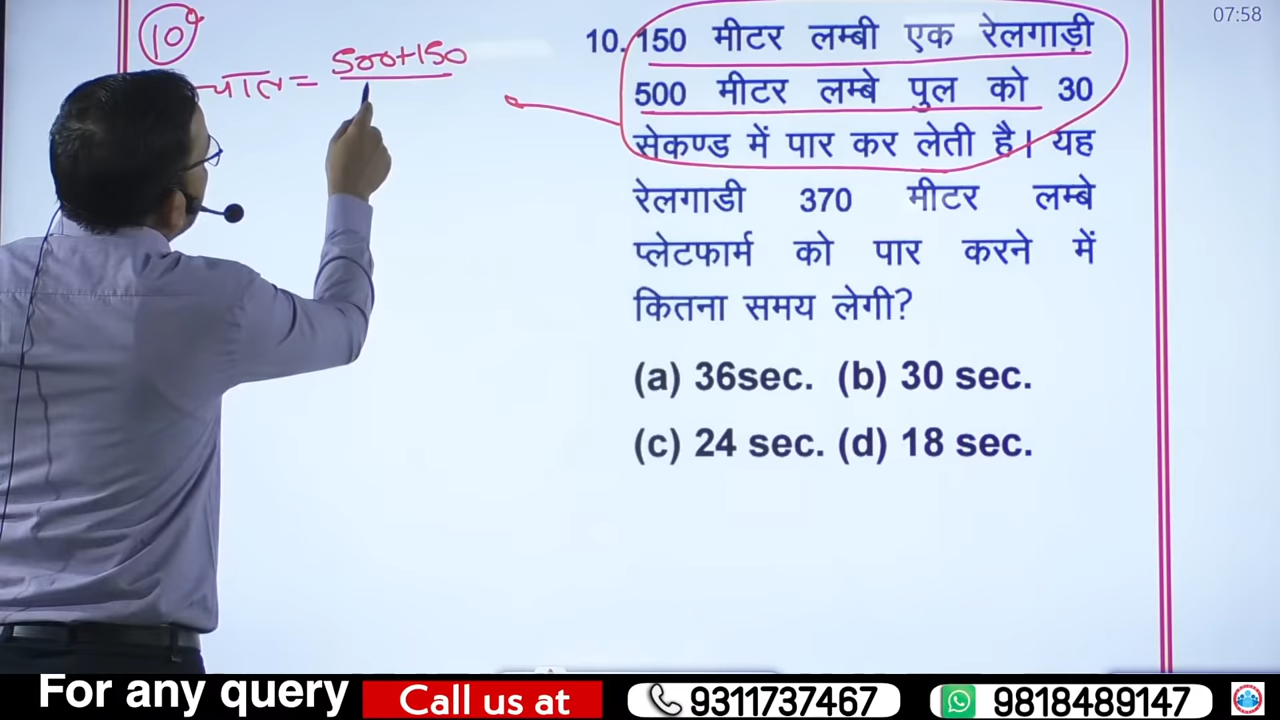 07:58
10
चाल = 500+150
10. 150 मीटर लम्बी एक रेलगाड़ी
500 मीटर लम्बे पुल को 30
सेकण्ड में पार कर लेती है। यह
रेलगाडी 370 मीटर लम्बे
प्लेटफार्म को पार करने में
कितना समय लेगी?
(a) 36sec. (b) 30 sec.
(c) 24 sec. (d) 18 sec.
For any query Call us at 9311737467 9818489147